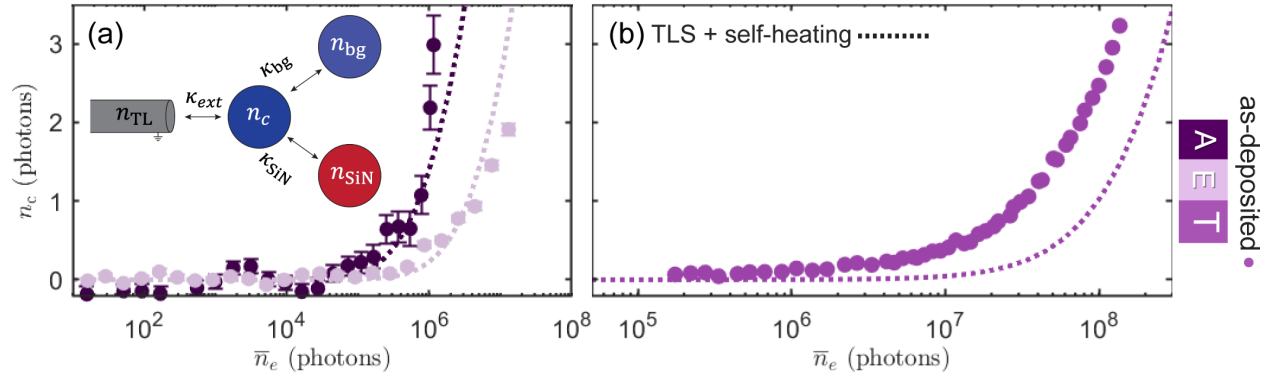 (a)
n_bg
κ_bg
n_TL
κ_ext
n_c
κ_SiN
n_SiN
3
2
1
0
n_c (photons)
10^2
10^4
10^6
10^8
n̅_e (photons)
(b) TLS + self-heating
10^5
10^6
10^7
10^8
n̅_e (photons)
A
E
T
as-deposited